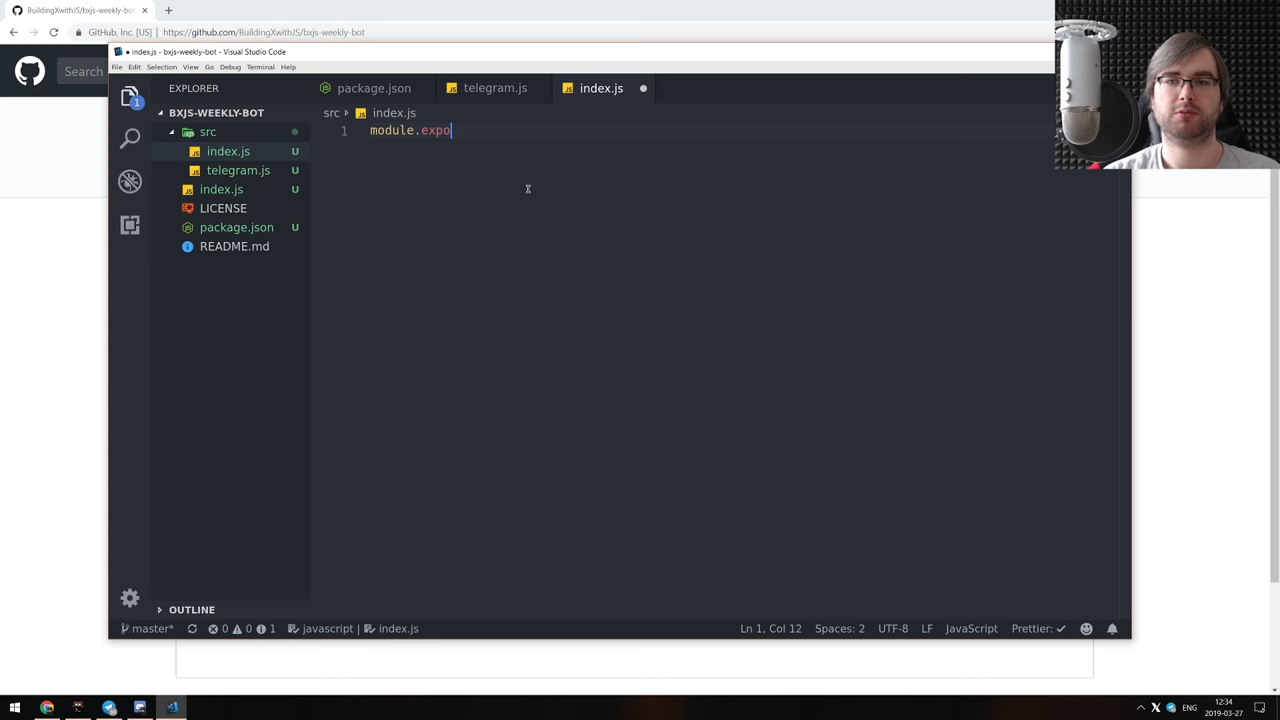 BuildingXwithJS/bxjs-weekly-bot
GitHub, Inc. [US] | https://github.com/BuildingXwithJS/bxjs-weekly-bot
Search
index.js - bxjs-weekly-bot - Visual Studio Code
File Edit Selection View Go Debug Terminal Help
EXPLORER
package.json
telegram.js
index.js
1
BXJS-WEEKLY-BOT
src
index.js U
telegram.js U
index.js U
LICENSE
package.json U
README.md
src index.js
1 module.expo
OUTLINE
master* 0 0 1 javascript | index.js
Ln 1, Col 12 Spaces: 2 UTF-8 LF JavaScript Prettier: ✓
ENG
12:34
2019-03-27